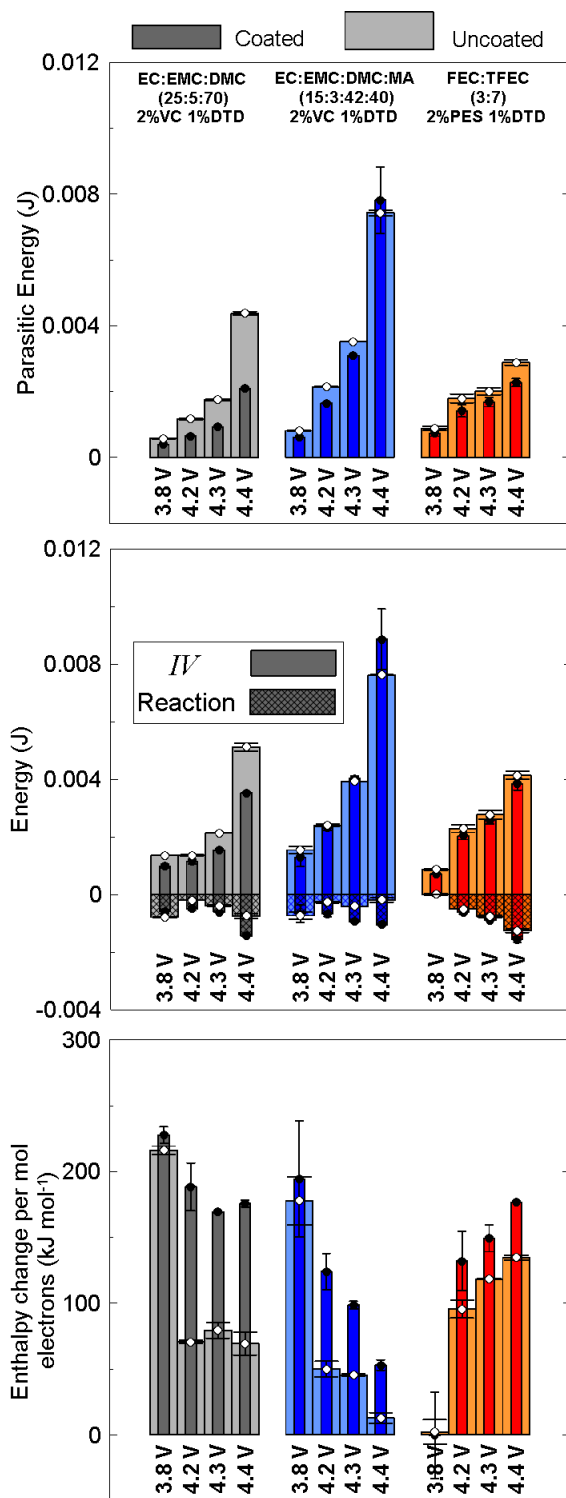 Coated Uncoated
0.012
EC:EMC:DMC EC:EMC:DMC:MA FEC:TFEC
(25:5:70) (15:3:42:40) (3:7)
2%VC 1%DTD 2%VC 1%DTD 2%PES 1%DTD
0.008
Parasitic Energy (J)
0.004
0
3.8 V 4.2 V 4.3 V 4.4 V 3.8 V 4.2 V 4.3 V 4.4 V 3.8 V 4.2 V 4.3 V 4.4 V
0.012
0.008
IV
Reaction
Energy (J)
0.004
0
-0.004
3.8 V 4.2 V 4.3 V 4.4 V 3.8 V 4.2 V 4.3 V 4.4 V 3.8 V 4.2 V 4.3 V 4.4 V
300
200
Enthalpy change per mol
electrons (kJ mol⁻¹)
100
0
3.8 V 4.2 V 4.3 V 4.4 V 3.8 V 4.2 V 4.3 V 4.4 V 3.8 V 4.2 V 4.3 V 4.4 V